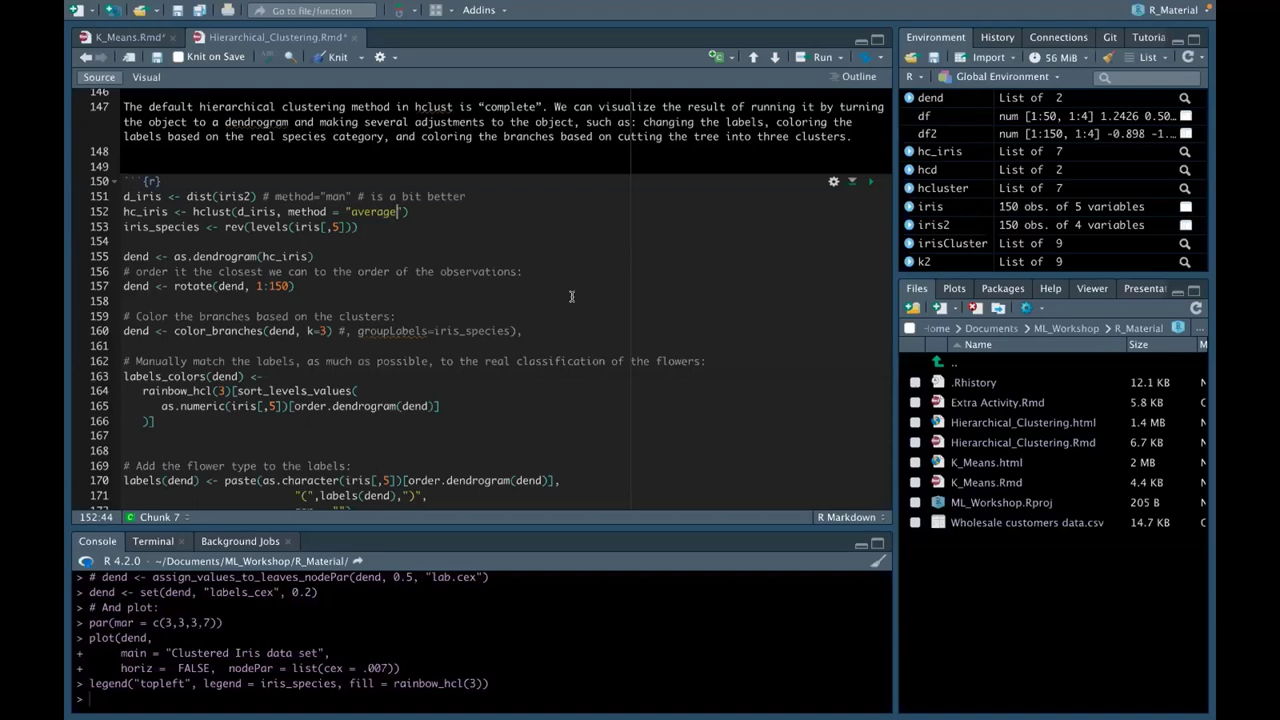 Go to file/function
Addins
R_Material
K_Means.Rmd*
Hierarchical_Clustering.Rmd*
Knit on Save
Knit
Run
Source
Visual
Outline
146
147 The default hierarchical clustering method in hclust is “complete”. We can visualize the result of running it by turning
the object to a dendrogram and making several adjustments to the object, such as: changing the labels, coloring the
labels based on the real species category, and coloring the branches based on cutting the tree into three clusters.
148
149
150 ```{r}
151 d_iris <- dist(iris2) # method="man" # is a bit better
152 hc_iris <- hclust(d_iris, method = "average")
153 iris_species <- rev(levels(iris[,5]))
154
155 dend <- as.dendrogram(hc_iris)
156 # order it the closest we can to the order of the observations:
157 dend <- rotate(dend, 1:150)
158
159 # Color the branches based on the clusters:
160 dend <- color_branches(dend, k=3) #, groupLabels=iris_species),
161
162 # Manually match the labels, as much as possible, to the real classification of the flowers:
163 labels_colors(dend) <-
164 rainbow_hcl(3)[sort_levels_values(
165 as.numeric(iris[,5])[order.dendrogram(dend)]
166 )]
167
168
169 # Add the flower type to the labels:
170 labels(dend) <- paste(as.character(iris[,5])[order.dendrogram(dend)],
171 "(",labels(dend),")",
152:44 Chunk 7 R Markdown
Console Terminal Background Jobs
R 4.2.0 · ~/Documents/ML_Workshop/R_Material/
> # dend <- assign_values_to_leaves_nodePar(dend, 0.5, "lab.cex")
> dend <- set(dend, "labels_cex", 0.2)
> # And plot:
> par(mar = c(3,3,3,7))
> plot(dend,
+ main = "Clustered Iris data set",
+ horiz = FALSE, nodePar = list(cex = .007))
> legend("topleft", legend = iris_species, fill = rainbow_hcl(3))
>
Environment History Connections Git Tutoria
Import 56 MiB List
R Global Environment
dend List of 2
df num [1:50, 1:4] 1.2426 0.50…
df2 num [1:150, 1:4] -0.898 -1.…
hc_iris List of 7
hcd List of 2
hcluster List of 7
iris 150 obs. of 5 variables
iris2 150 obs. of 4 variables
irisCluster List of 9
k2 List of 9
Files Plots Packages Help Viewer Presenta
Home Documents ML_Workshop R_Material ...
Name Size M
..
.Rhistory 12.1 KB N
Extra Activity.Rmd 5.8 KB N
Hierarchical_Clustering.html 1.4 MB N
Hierarchical_Clustering.Rmd 6.7 KB N
K_Means.html 2 MB N
K_Means.Rmd 4.4 KB N
ML_Workshop.Rproj 205 B N
Wholesale customers data.csv 14.7 KB N